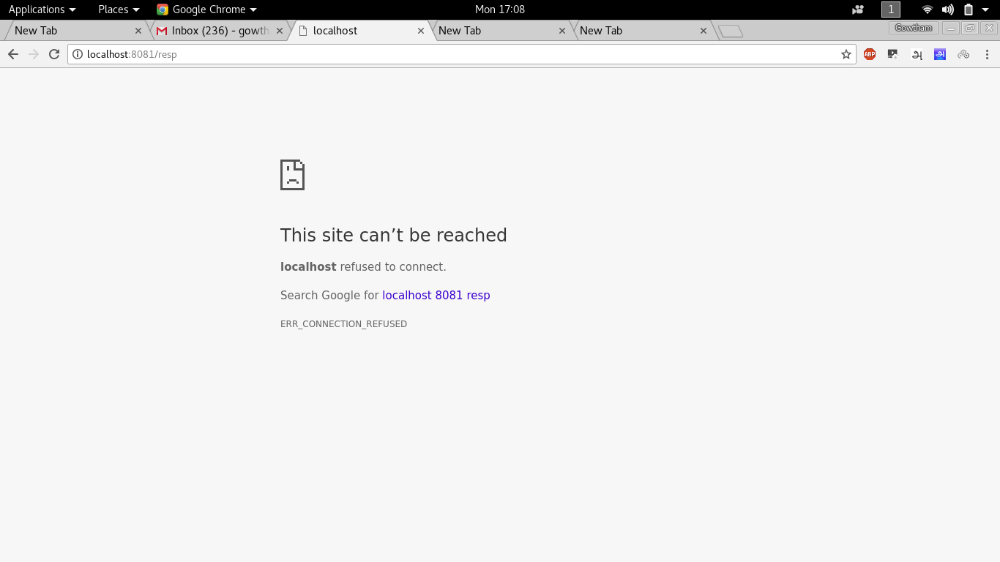 Applications Places Google Chrome Mon 17:08 1
New Tab Inbox (236) - gowth localhost New Tab New Tab Gowtham
localhost:8081/resp ABP அ அ
This site can’t be reached
localhost refused to connect.
Search Google for localhost 8081 resp
ERR_CONNECTION_REFUSED